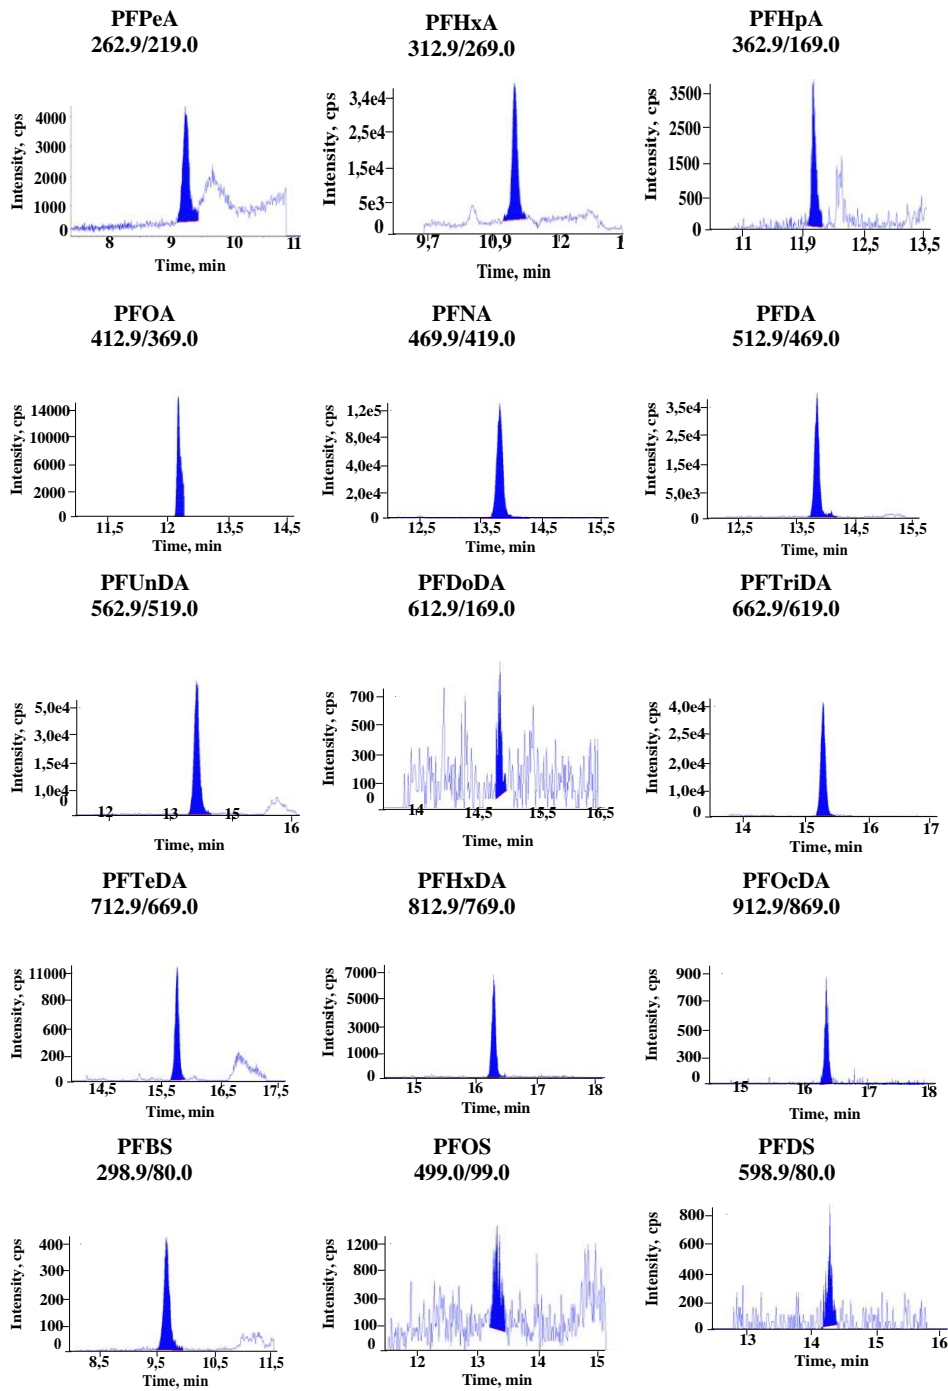 PFPeA
262.9/219.0
PFHxA
312.9/269.0
PFHpA
362.9/169.0
Intensity, cps
4000
3000
2000
1000
0
8
9
10
11
Time, min
Intensity, cps
3,4e4
2,5e4
1,5e4
5e3
0
9,7
10,9
12
1
Time, min
Intensity, cps
3500
2500
1500
500
0
11
11,9
12,5
13,5
Time, min
PFOA
412.9/369.0
PFNA
469.9/419.0
PFDA
512.9/469.0
Intensity, cps
14000
10000
6000
2000
0
11,5
12
13,5
14,5
Time, min
Intensity, cps
1,2e5
8,0e4
4,0e4
2,0e4
0
12,5
13,5
14,5
15,5
Time, min
Intensity, cps
3,5e4
2,5e4
1,5e4
5,0e3
0
12,5
13,5
14,5
15,5
Time, min
PFUnDA
562.9/519.0
PFDoDA
612.9/169.0
PFTriDA
662.9/619.0
Intensity, cps
5,0e4
3,0e4
1,5e4
1,0e4
0
12
13
15
16
Time, min
Intensity, cps
700
500
300
100
0
14
14,5
15,5
16,5
Time, min
Intensity, cps
4,0e4
2,5e4
2,0e4
1,0e4
0
14
15
16
17
Time, min
PFTeDA
712.9/669.0
PFHxDA
812.9/769.0
PFOcDA
912.9/869.0
Intensity, cps
11000
800
600
200
0
14,5
15,5
16,5
17,5
Time, min
Intensity, cps
7000
5000
3000
1000
0
15
16
17
18
Time, min
Intensity, cps
900
700
500
300
0
15
16
17
18
Time, min
PFBS
298.9/80.0
PFOS
499.0/99.0
PFDS
598.9/80.0
Intensity, cps
400
300
200
100
0
8,5
9,5
10,5
11,5
Time, min
Intensity, cps
1200
800
300
100
0
12
13
14
15
Time, min
Intensity, cps
800
600
400
200
0
13
14
15
16
Time, min